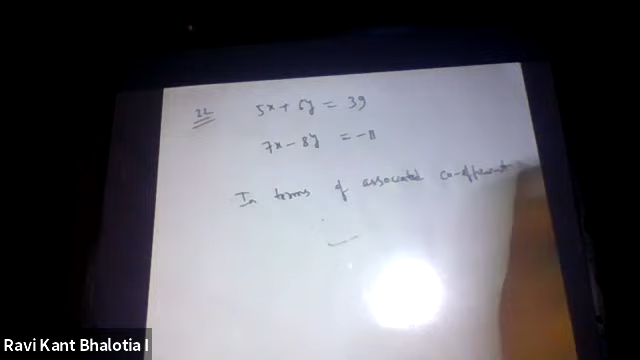 22
5x + 6y = 39
7x - 8y = -11
In terms of associated co-efficients
Ravi Kant Bhalotia I